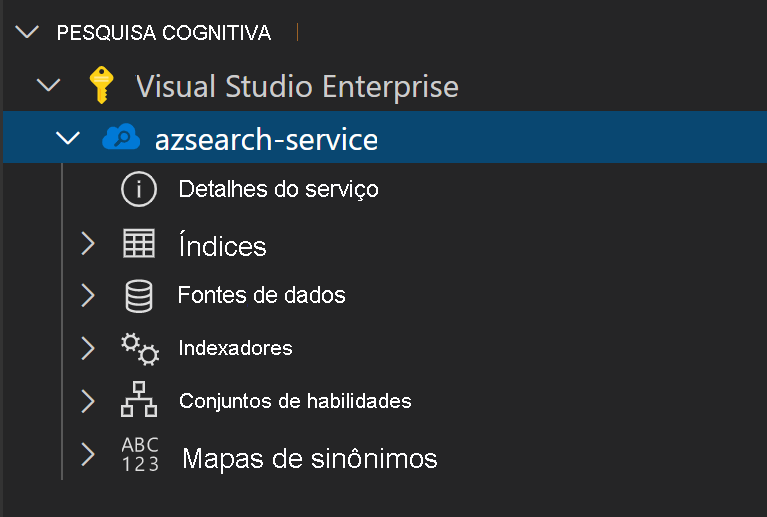 PESQUISA COGNITIVA
Visual Studio Enterprise
azsearch-service
Detalhes do serviço
Índices
Fontes de dados
Indexadores
Conjuntos de habilidades
ABC
123
Mapas de sinônimos